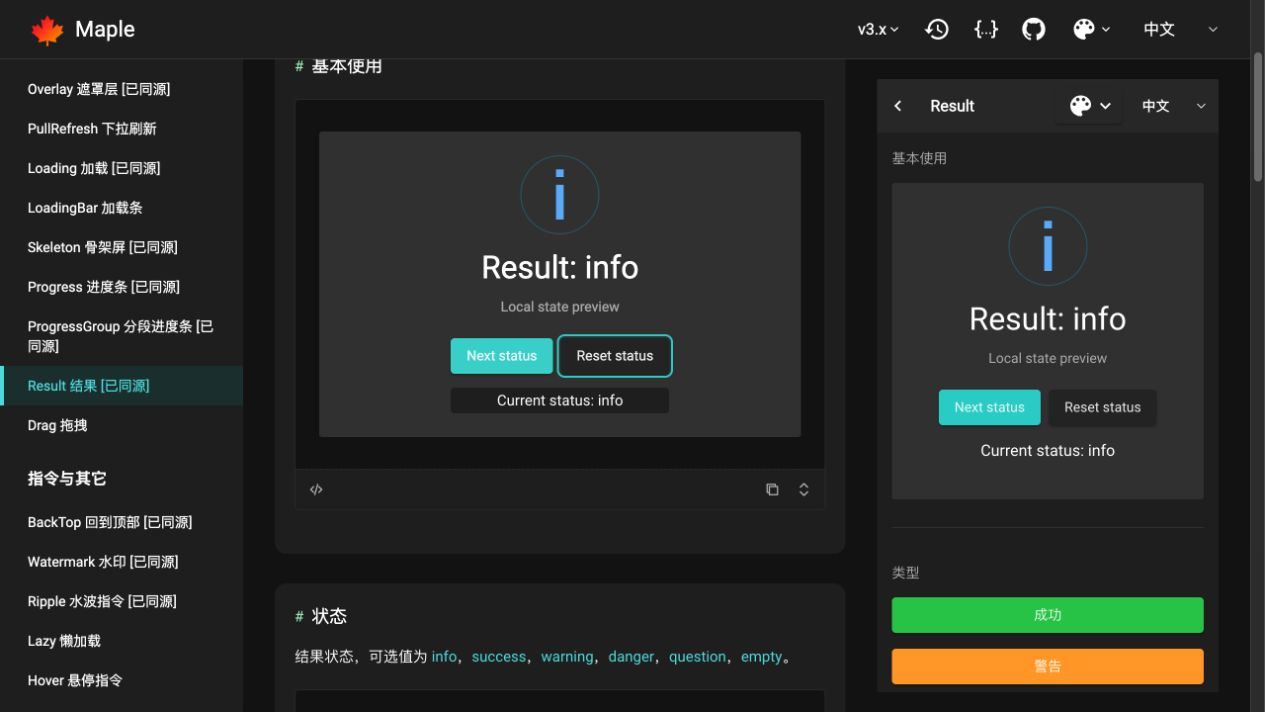 Maple
v3.x
{...}
中文
Overlay 遮罩层 [已同源]
PullRefresh 下拉刷新
Loading 加载 [已同源]
LoadingBar 加载条
Skeleton 骨架屏 [已同源]
Progress 进度条 [已同源]
ProgressGroup 分段进度条 [已
同源]
Result 结果 [已同源]
Drag 拖拽
指令与其它
BackTop 回到顶部 [已同源]
Watermark 水印 [已同源]
Ripple 水波指令 [已同源]
Lazy 懒加载
Hover 悬停指令
# 基本使用
i
Result: info
Local state preview
Next status
Reset status
Current status: info
</>
# 状态
结果状态，可选值为 info，success，warning，danger，question，empty。
Result
中文
基本使用
i
Result: info
Local state preview
Next status
Reset status
Current status: info
类型
成功
警告